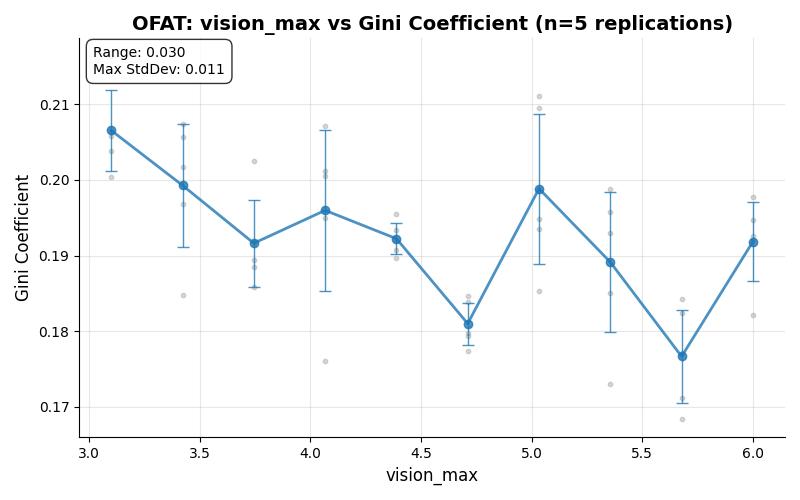 OFAT: vision_max vs Gini Coefficient (n=5 replications)
Range: 0.030
Max StdDev: 0.011
Gini Coefficient
0.21
0.20
0.19
0.18
0.17
3.0 3.5 4.0 4.5 5.0 5.5 6.0
vision_max